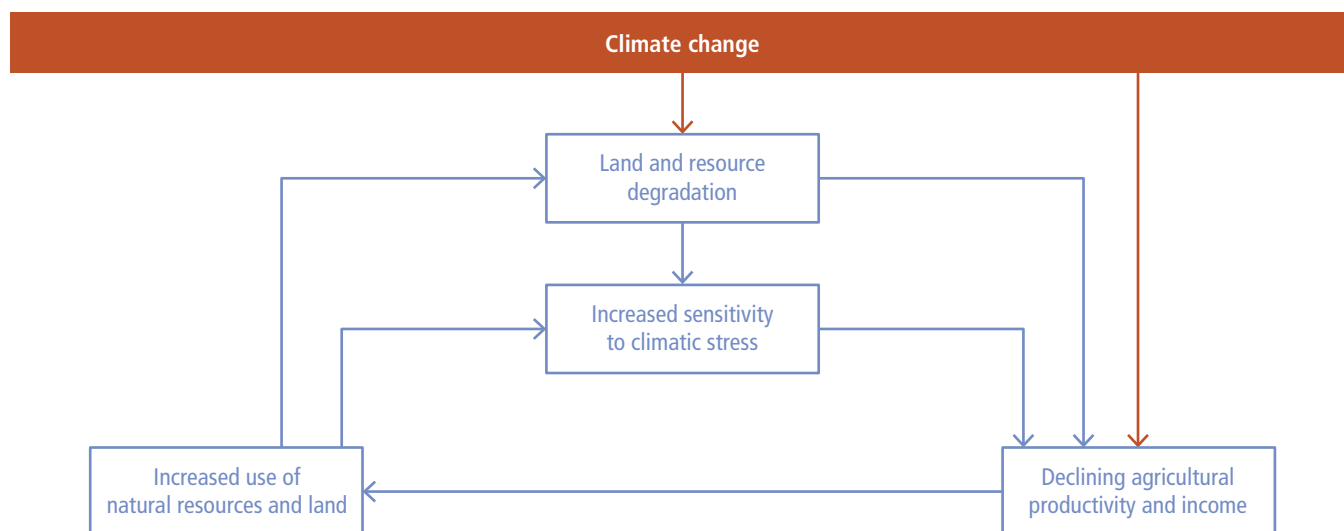 Climate change
Land and resource
degradation
Increased sensitivity
to climatic stress
Increased use of
natural resources and land
Declining agricultural
productivity and income